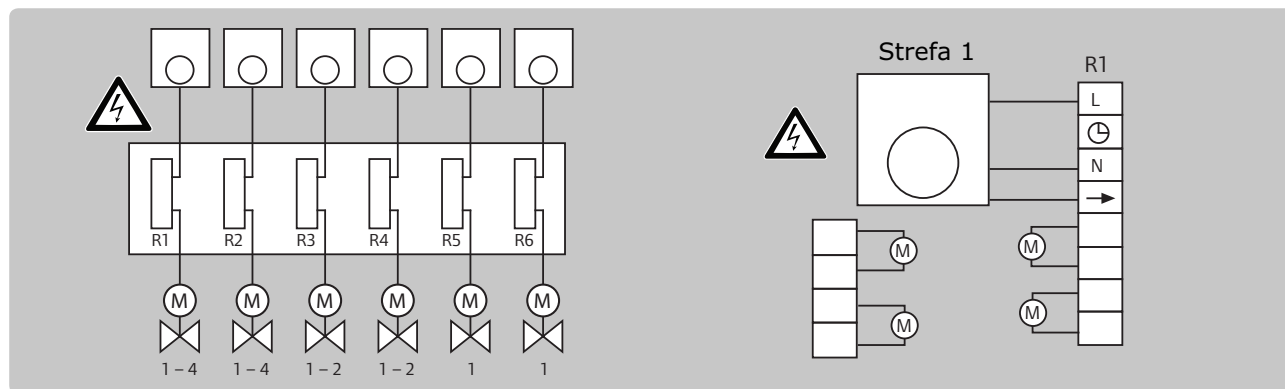 R1 R2 R3 R4 R5 R6
M M M M M M
1 – 4 1 – 4 1 – 2 1 – 2 1 1
Strefa 1
R1
L
N
M M
M M